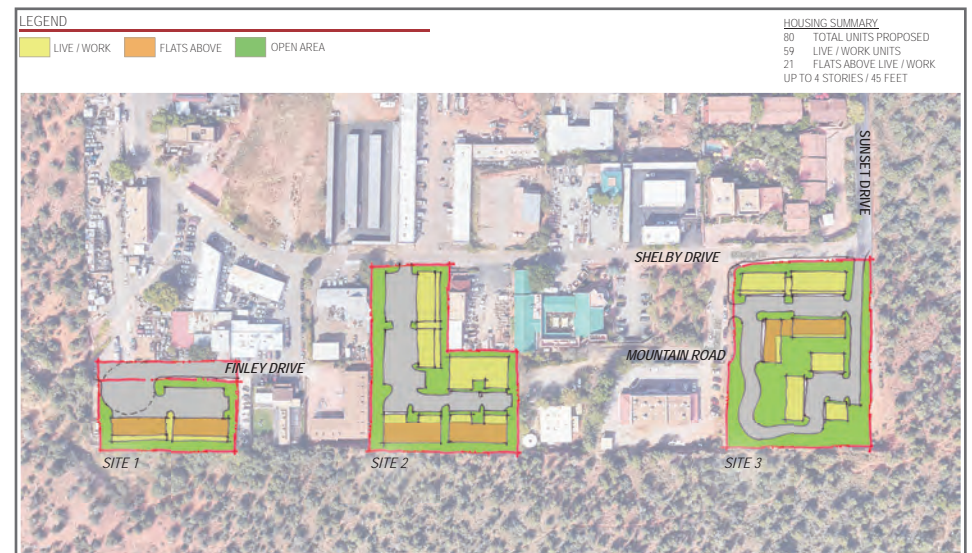 LEGEND
LIVE / WORK
FLATS ABOVE
OPEN AREA
HOUSING SUMMARY
80 TOTAL UNITS PROPOSED
59 LIVE / WORK UNITS
21 FLATS ABOVE LIVE / WORK
UP TO 4 STORIES / 45 FEET
SUNSET DRIVE
SHELBY DRIVE
MOUNTAIN ROAD
FINLEY DRIVE
SITE 1
SITE 2
SITE 3